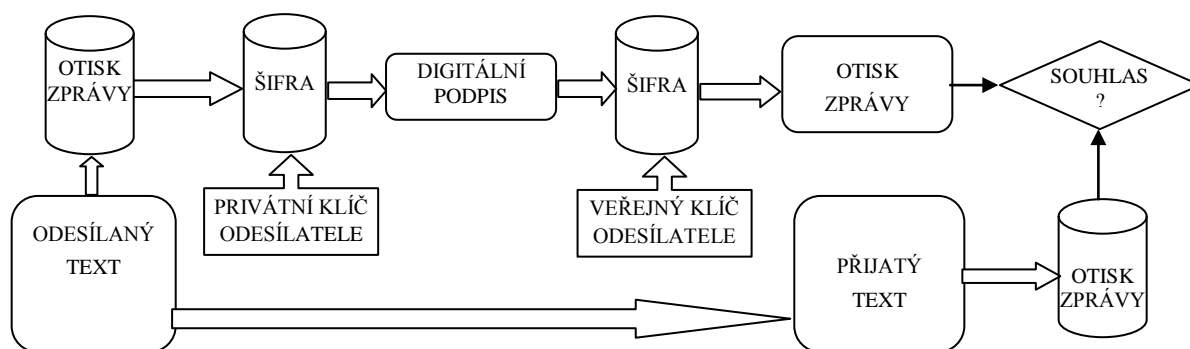 OTISK
ZPRÁVY
ŠIFRA
DIGITÁLNÍ
PODPIS
ŠIFRA
OTISK
ZPRÁVY
SOUHLAS
?
PRIVÁTNÍ KLÍČ
ODESÍLATELE
VEŘEJNÝ KLÍČ
ODESÍLATELE
ODESÍLANÝ
TEXT
PŘIJATÝ
TEXT
OTISK
ZPRÁVY